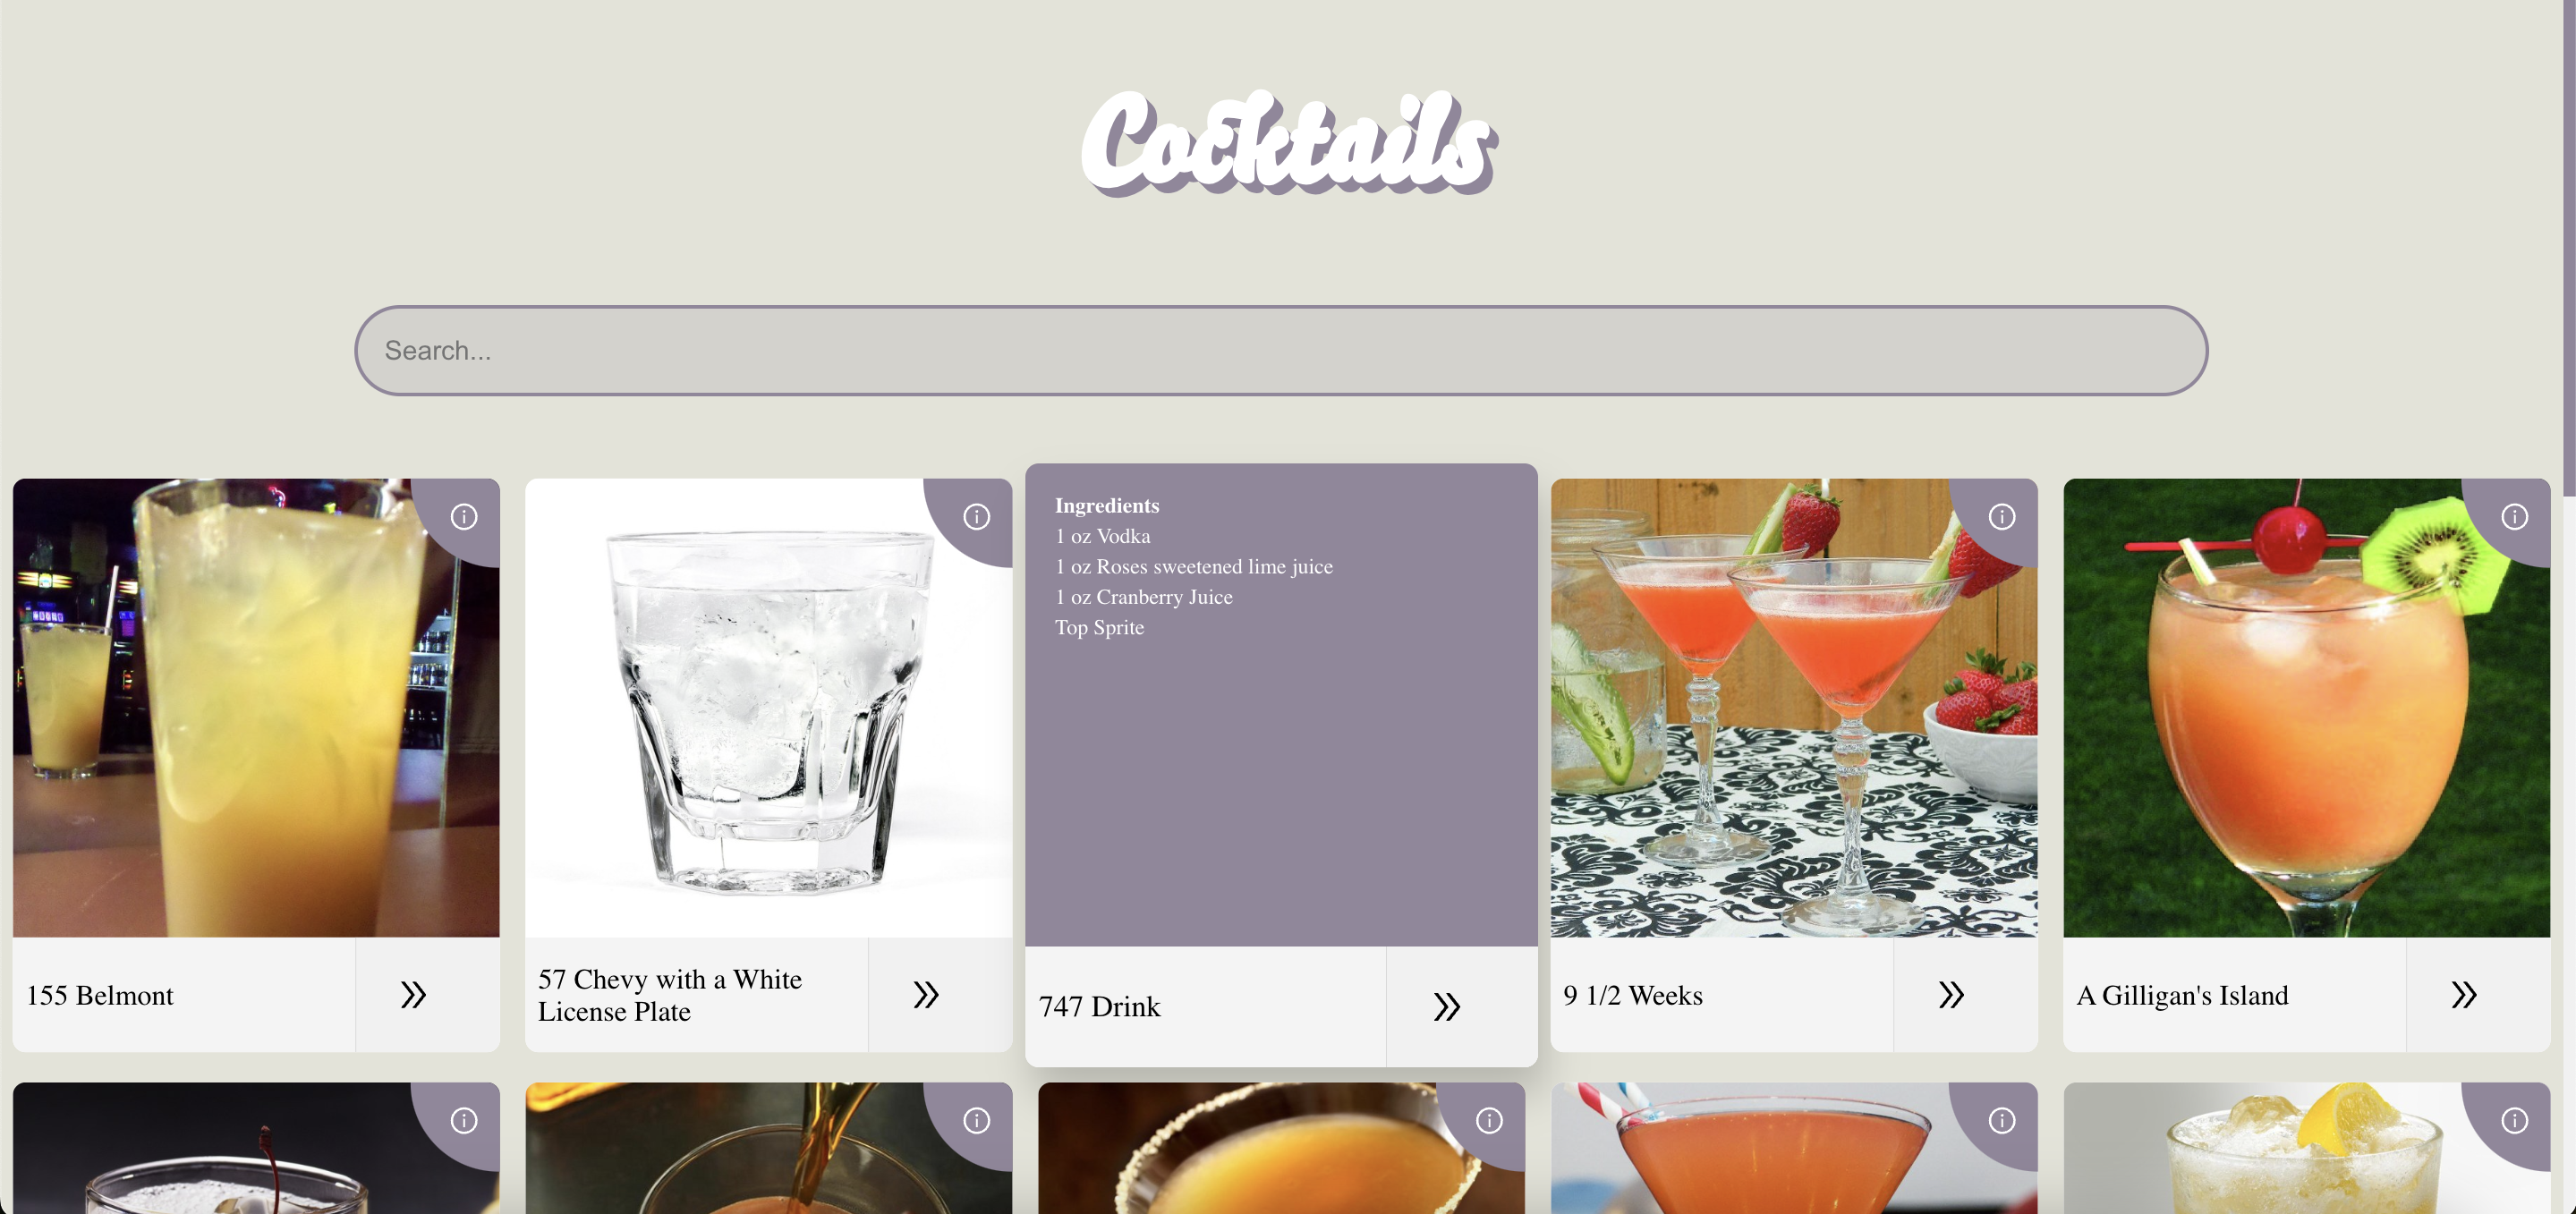 Cocktails
Search...
Ingredients
1 oz Vodka
1 oz Roses sweetened lime juice
1 oz Cranberry Juice
Top Sprite
155 Belmont
57 Chevy with a White
License Plate
747 Drink
9 1/2 Weeks
A Gilligan's Island